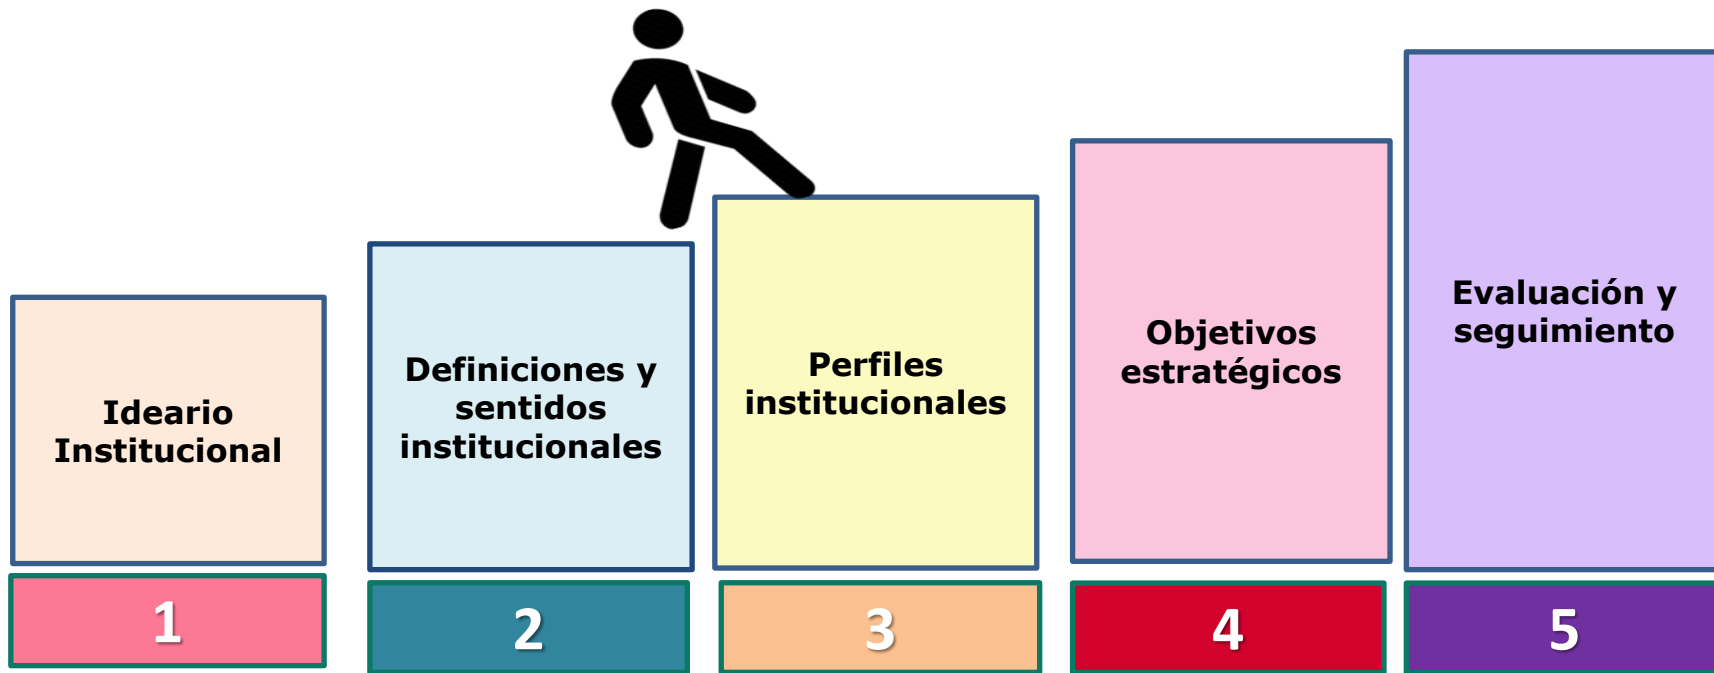 Ideario
Institucional
1
Definiciones y
sentidos
institucionales
2
Perfiles
institucionales
3
Objetivos
estratégicos
4
Evaluación y
seguimiento
5